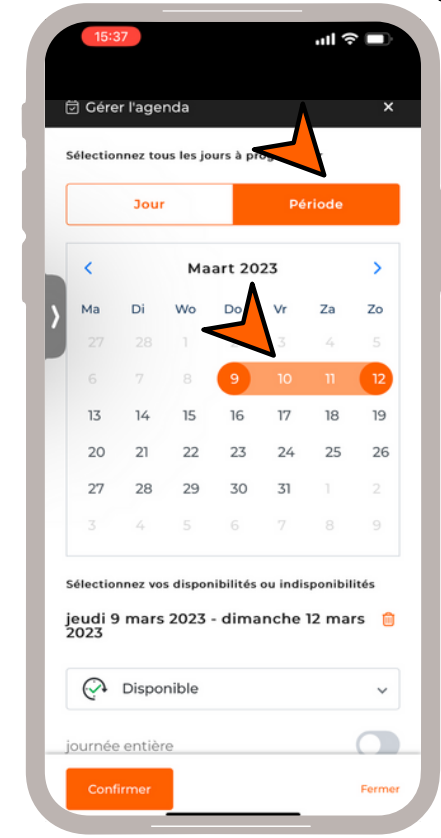 15:37
Gérer l'agenda ×
Sélectionnez tous les jours à
Jour Période
Maart 2023
Ma Di Wo Do Vr Za Zo
27 28 1 3 4 5
6 7 8 9 10 11 12
13 14 15 16 17 18 19
20 21 22 23 24 25 26
27 28 29 30 31 1 2
3 4 5 6 7 8 9
Sélectionnez vos disponibilités ou indisponibilités
jeudi 9 mars 2023 - dimanche 12 mars
2023
Disponible
journée entière
Confirmer Fermer